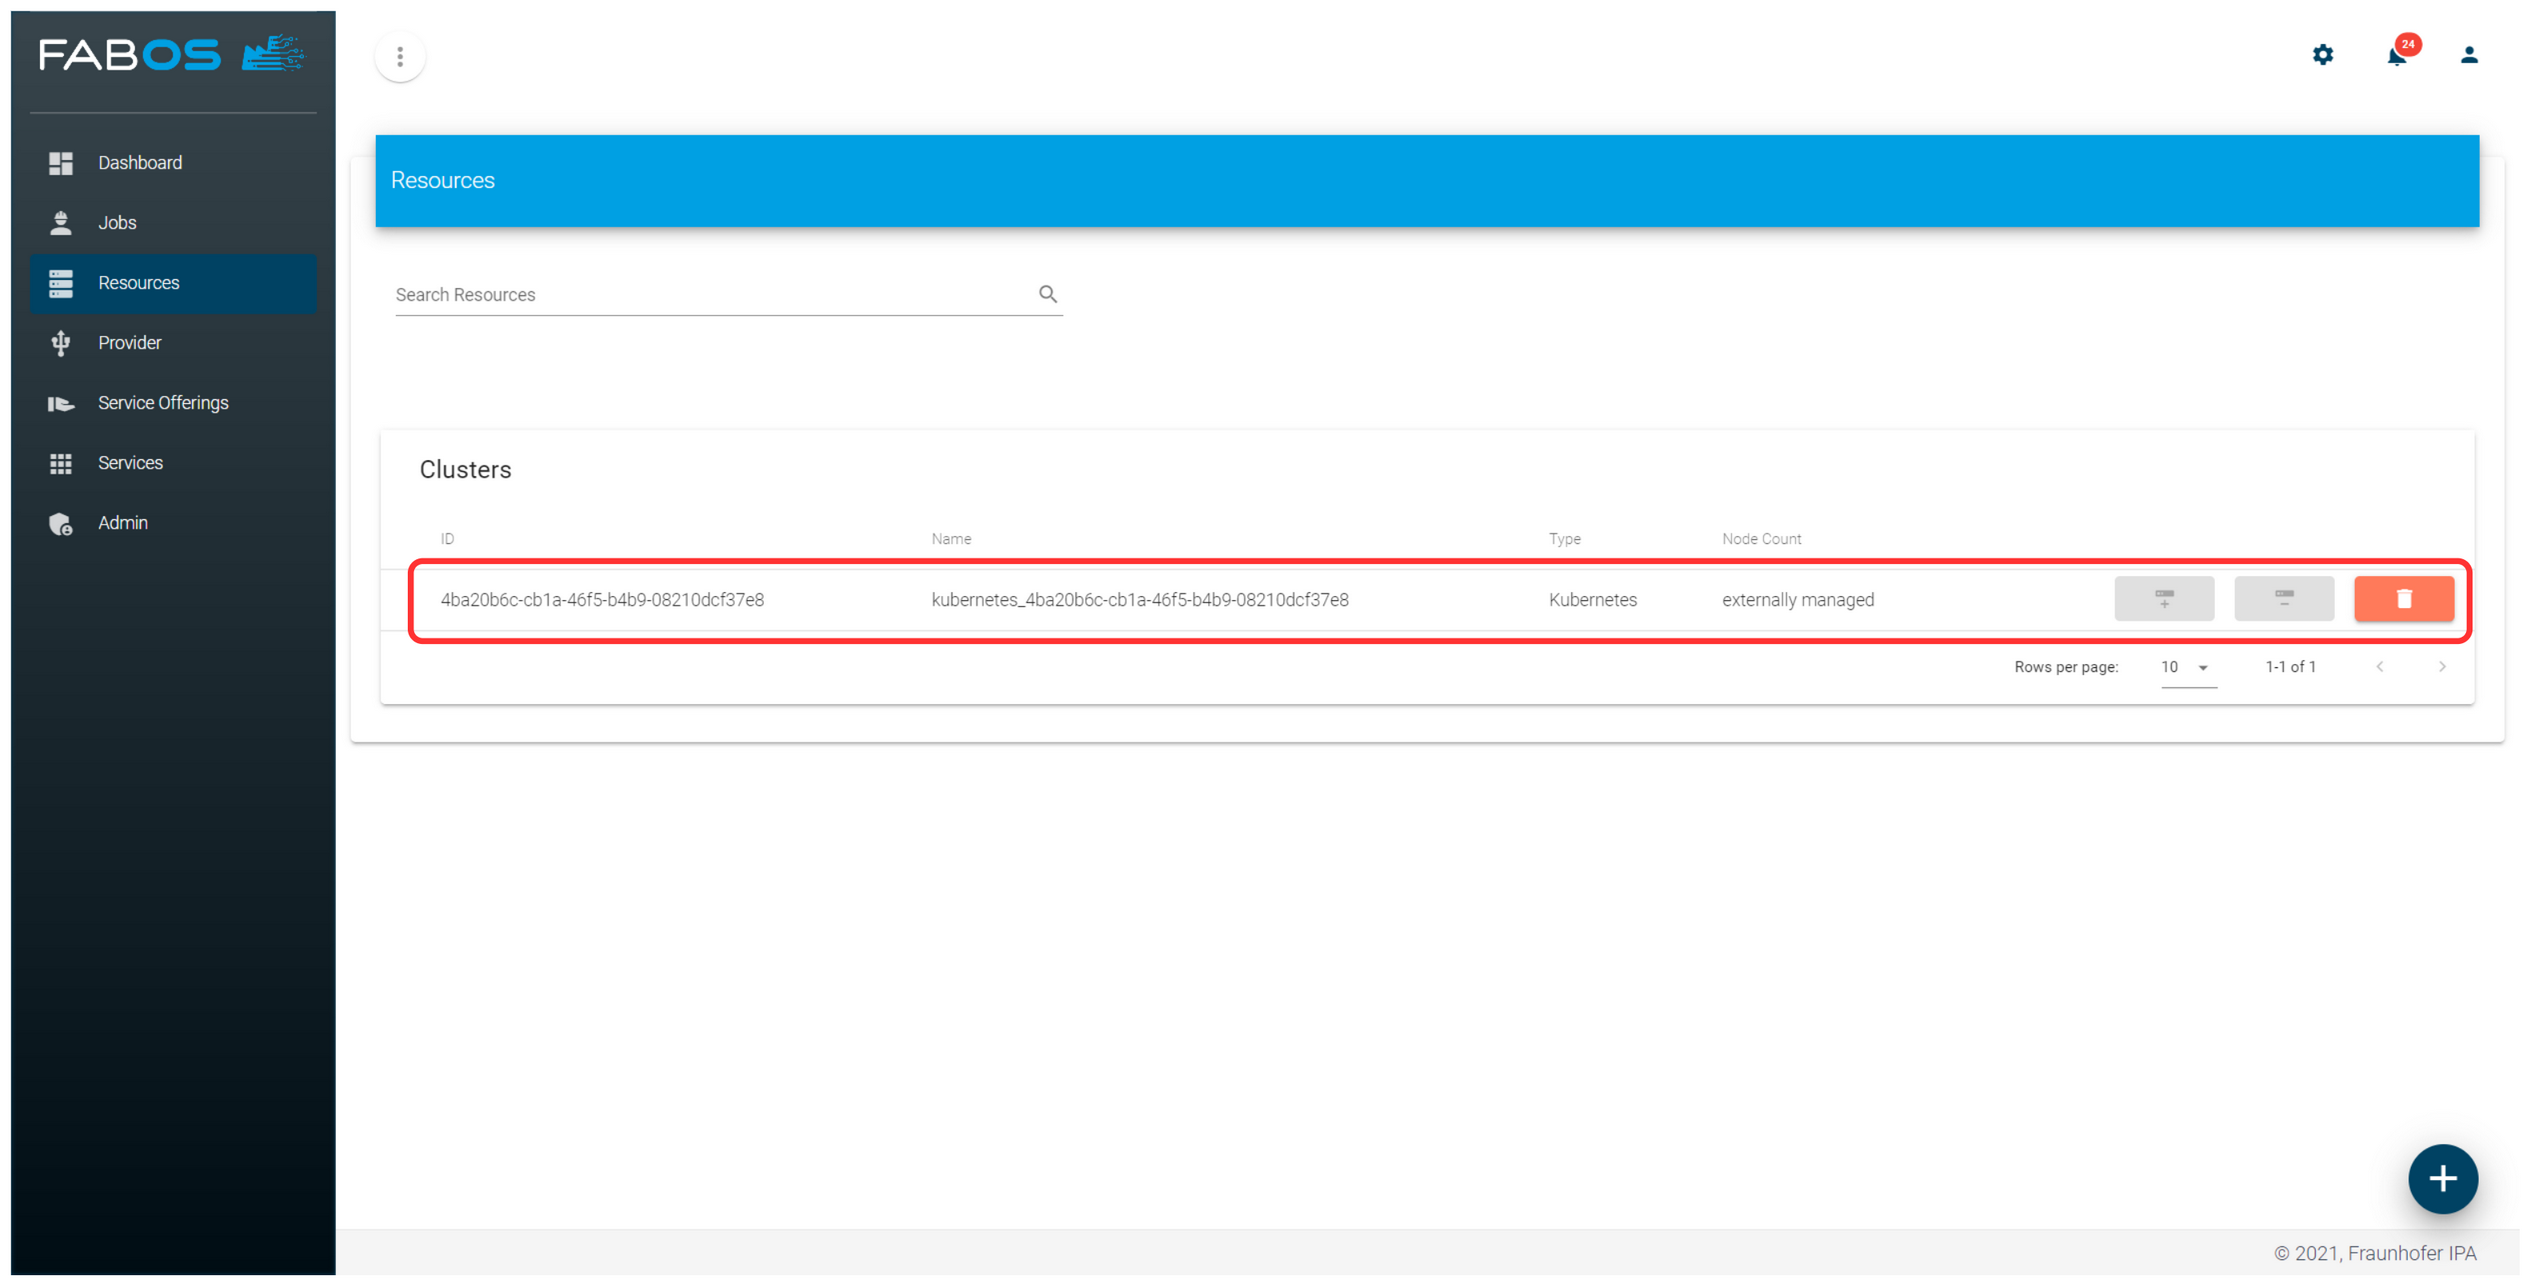 FABOS
24
Dashboard
Jobs
Resources
Provider
Service Offerings
Services
Admin
Resources
Search Resources
Clusters
ID Name Type Node Count
4ba20b6c-cb1a-46f5-b4b9-08210dcf37e8 kubernetes_4ba20b6c-cb1a-46f5-b4b9-08210dcf37e8 Kubernetes externally managed
Rows per page: 10 1-1 of 1
© 2021, Fraunhofer IPA